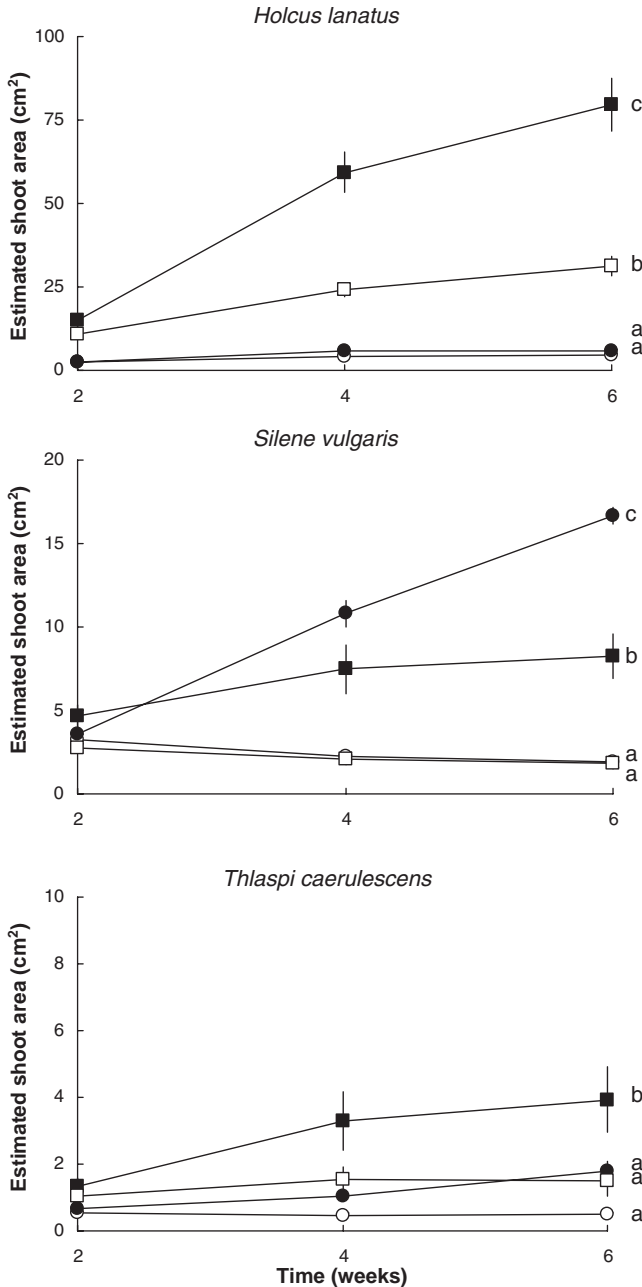 Holcus lanatus
Estimated shoot area (cm²)
100
75
50
25
0
c
b
a
a
2 4 6
Silene vulgaris
Estimated shoot area (cm²)
20
15
10
5
0
c
b
a
a
2 4 6
Thlaspi caerulescens
Estimated shoot area (cm²)
10
8
6
4
2
0
b
a
a
a
2 4 6
Time (weeks)